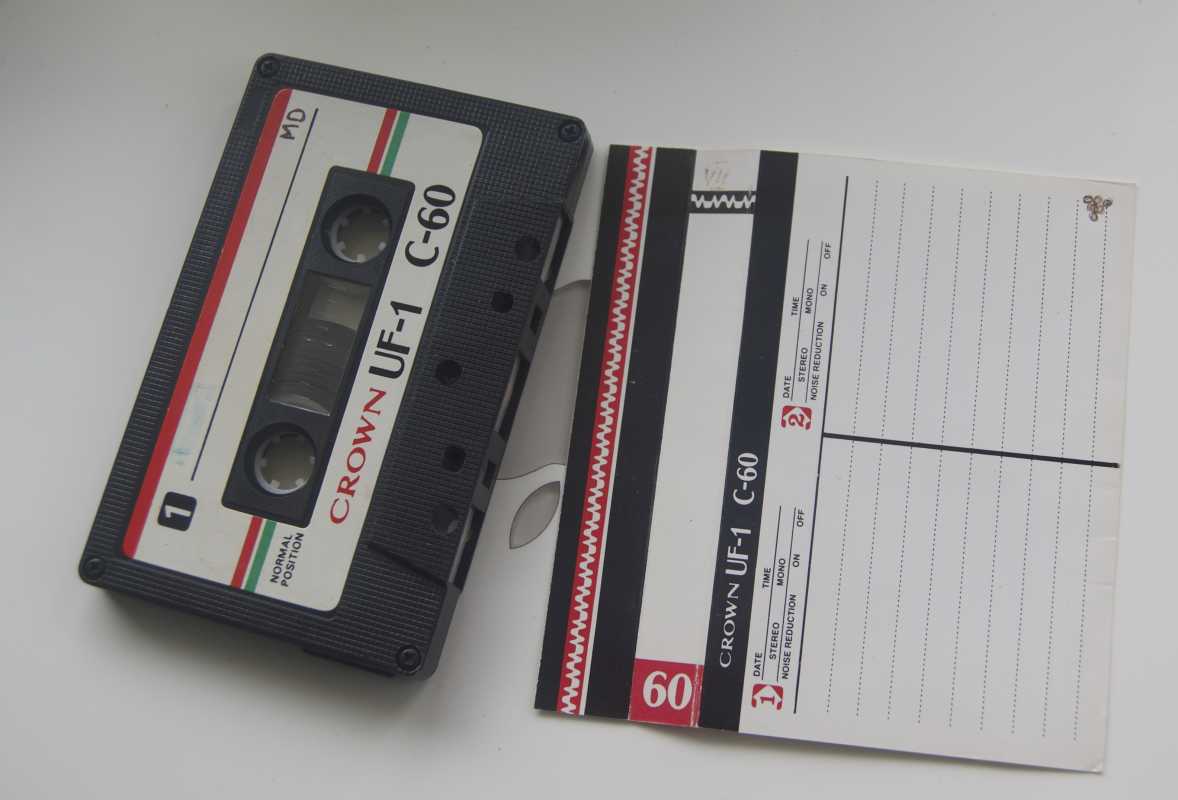 MD
1
NORMAL
POSITION
CROWN UF-1 C-60
VII
60
CROWN UF-1 C-60
1
DATE TIME
STEREO MONO
NOISE REDUCTION ON OFF
2
DATE TIME
STEREO MONO
NOISE REDUCTION ON OFF